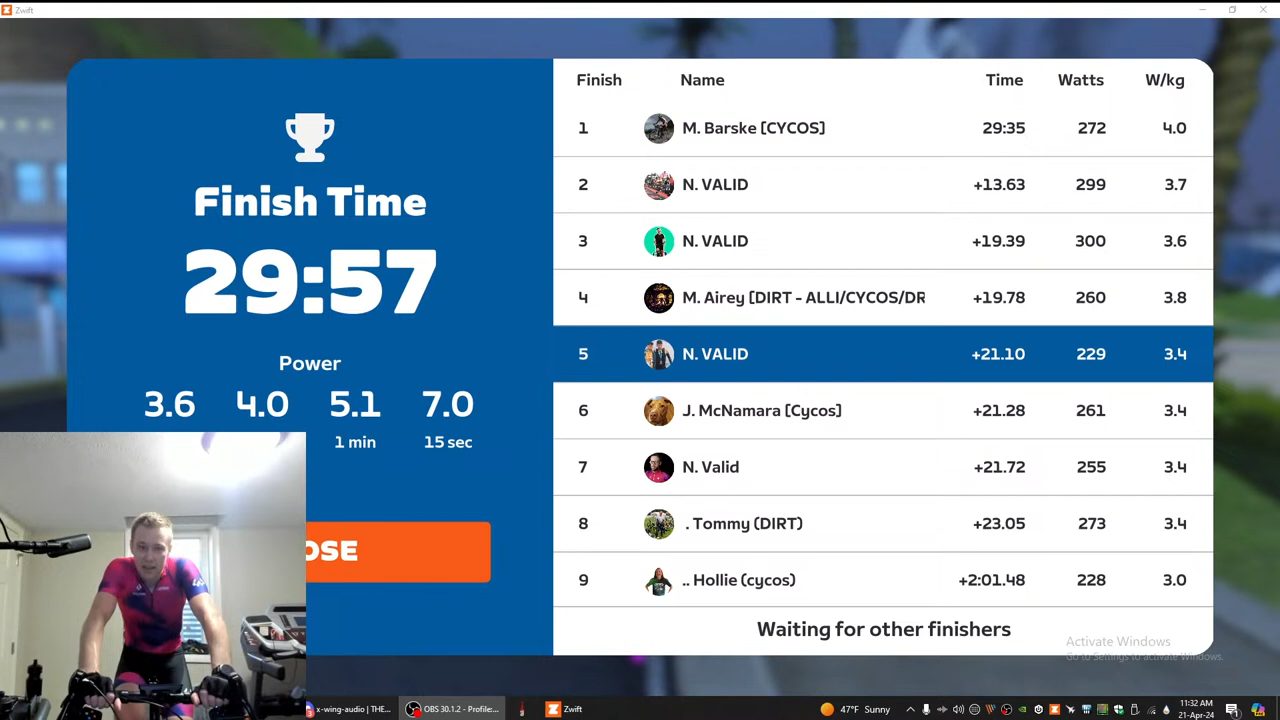 Zwift
Finish Time
29:57
Power
3.6 4.0 5.1 7.0
1 min 15 sec
OSE
Finish Name Time Watts W/kg
1 M. Barske [CYCOS] 29:35 272 4.0
2 N. VALID +13.63 299 3.7
3 N. VALID +19.39 300 3.6
4 M. Airey [DIRT - ALLI/CYCOS/DR +19.78 260 3.8
5 N. VALID +21.10 229 3.4
6 J. McNamara [Cycos] +21.28 261 3.4
7 N. Valid +21.72 255 3.4
8 . Tommy (DIRT) +23.05 273 3.4
9 .. Hollie (cycos) +2:01.48 228 3.0
Waiting for other finishers
Activate Windows
Go to Settings to activate Windows.
x-wing-audio | THE... OBS 30.1.2 - Profile:... Zwift 47°F Sunny 11:32 AM
21-Apr-24